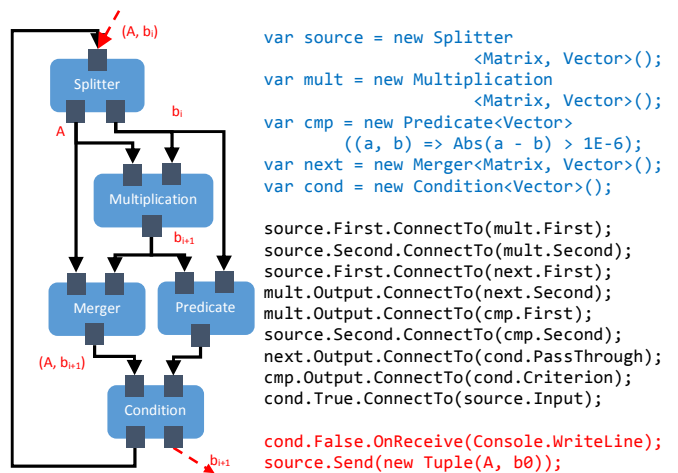 (A, bi)
Splitter
A
bi
Multiplication
bi+1
Merger
Predicate
(A, bi+1)
Condition
bi+1
var source = new Splitter
<Matrix, Vector>();
var mult = new Multiplication
<Matrix, Vector>();
var cmp = new Predicate<Vector>
((a, b) => Abs(a - b) > 1E-6);
var next = new Merger<Matrix, Vector>();
var cond = new Condition<Vector>();
source.First.ConnectTo(mult.First);
source.Second.ConnectTo(mult.Second);
source.First.ConnectTo(next.First);
mult.Output.ConnectTo(next.Second);
mult.Output.ConnectTo(cmp.First);
source.Second.ConnectTo(cmp.Second);
next.Output.ConnectTo(cond.PassThrough);
cmp.Output.ConnectTo(cond.Criterion);
cond.True.ConnectTo(source.Input);
cond.False.OnReceive(Console.WriteLine);
source.Send(new Tuple(A, b0));